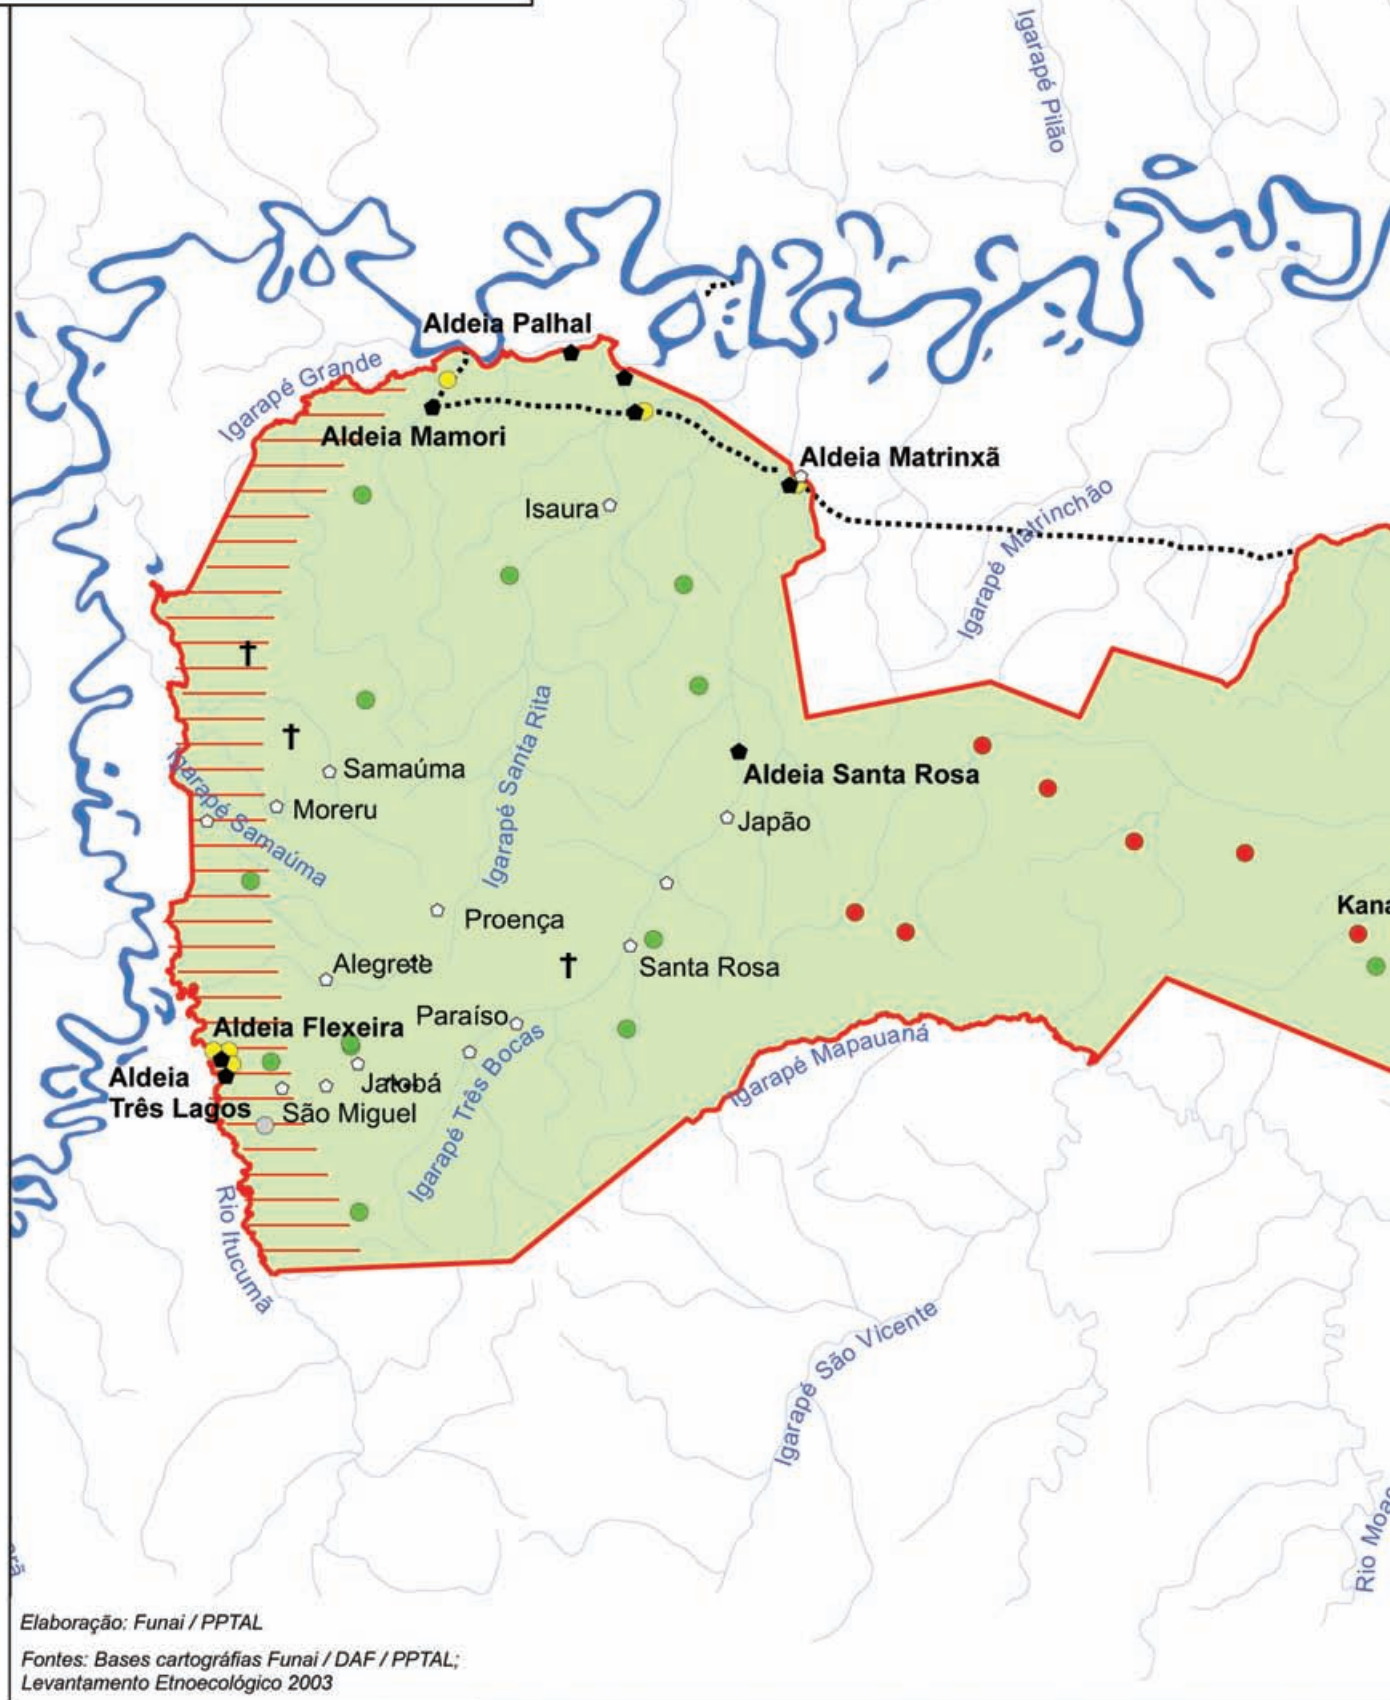 Igarapé Pilão
Aldeia Palhal
Igarapé Grande
Aldeia Mamori
Aldeia Matrinxã
Isaura
Igarapé Matrinchão
Igarapé Santa Rita
Samaúma
Aldeia Santa Rosa
Moreru
Igarapé Samaúma
Japão
Kana
Proença
Alegrete
Santa Rosa
Paraíso
Aldeia Flexeira
Igarapé Mapauaná
Aldeia
Três Lagos
Jatobá
São Miguel
Igarapé Três Bocas
Rio Itucumã
Igarapé São Vicente
Rio Moa
Elaboração: Funai / PPTAL
Fontes: Bases cartográfias Funai / DAF / PPTAL;
Levantamento Etnoecológico 2003